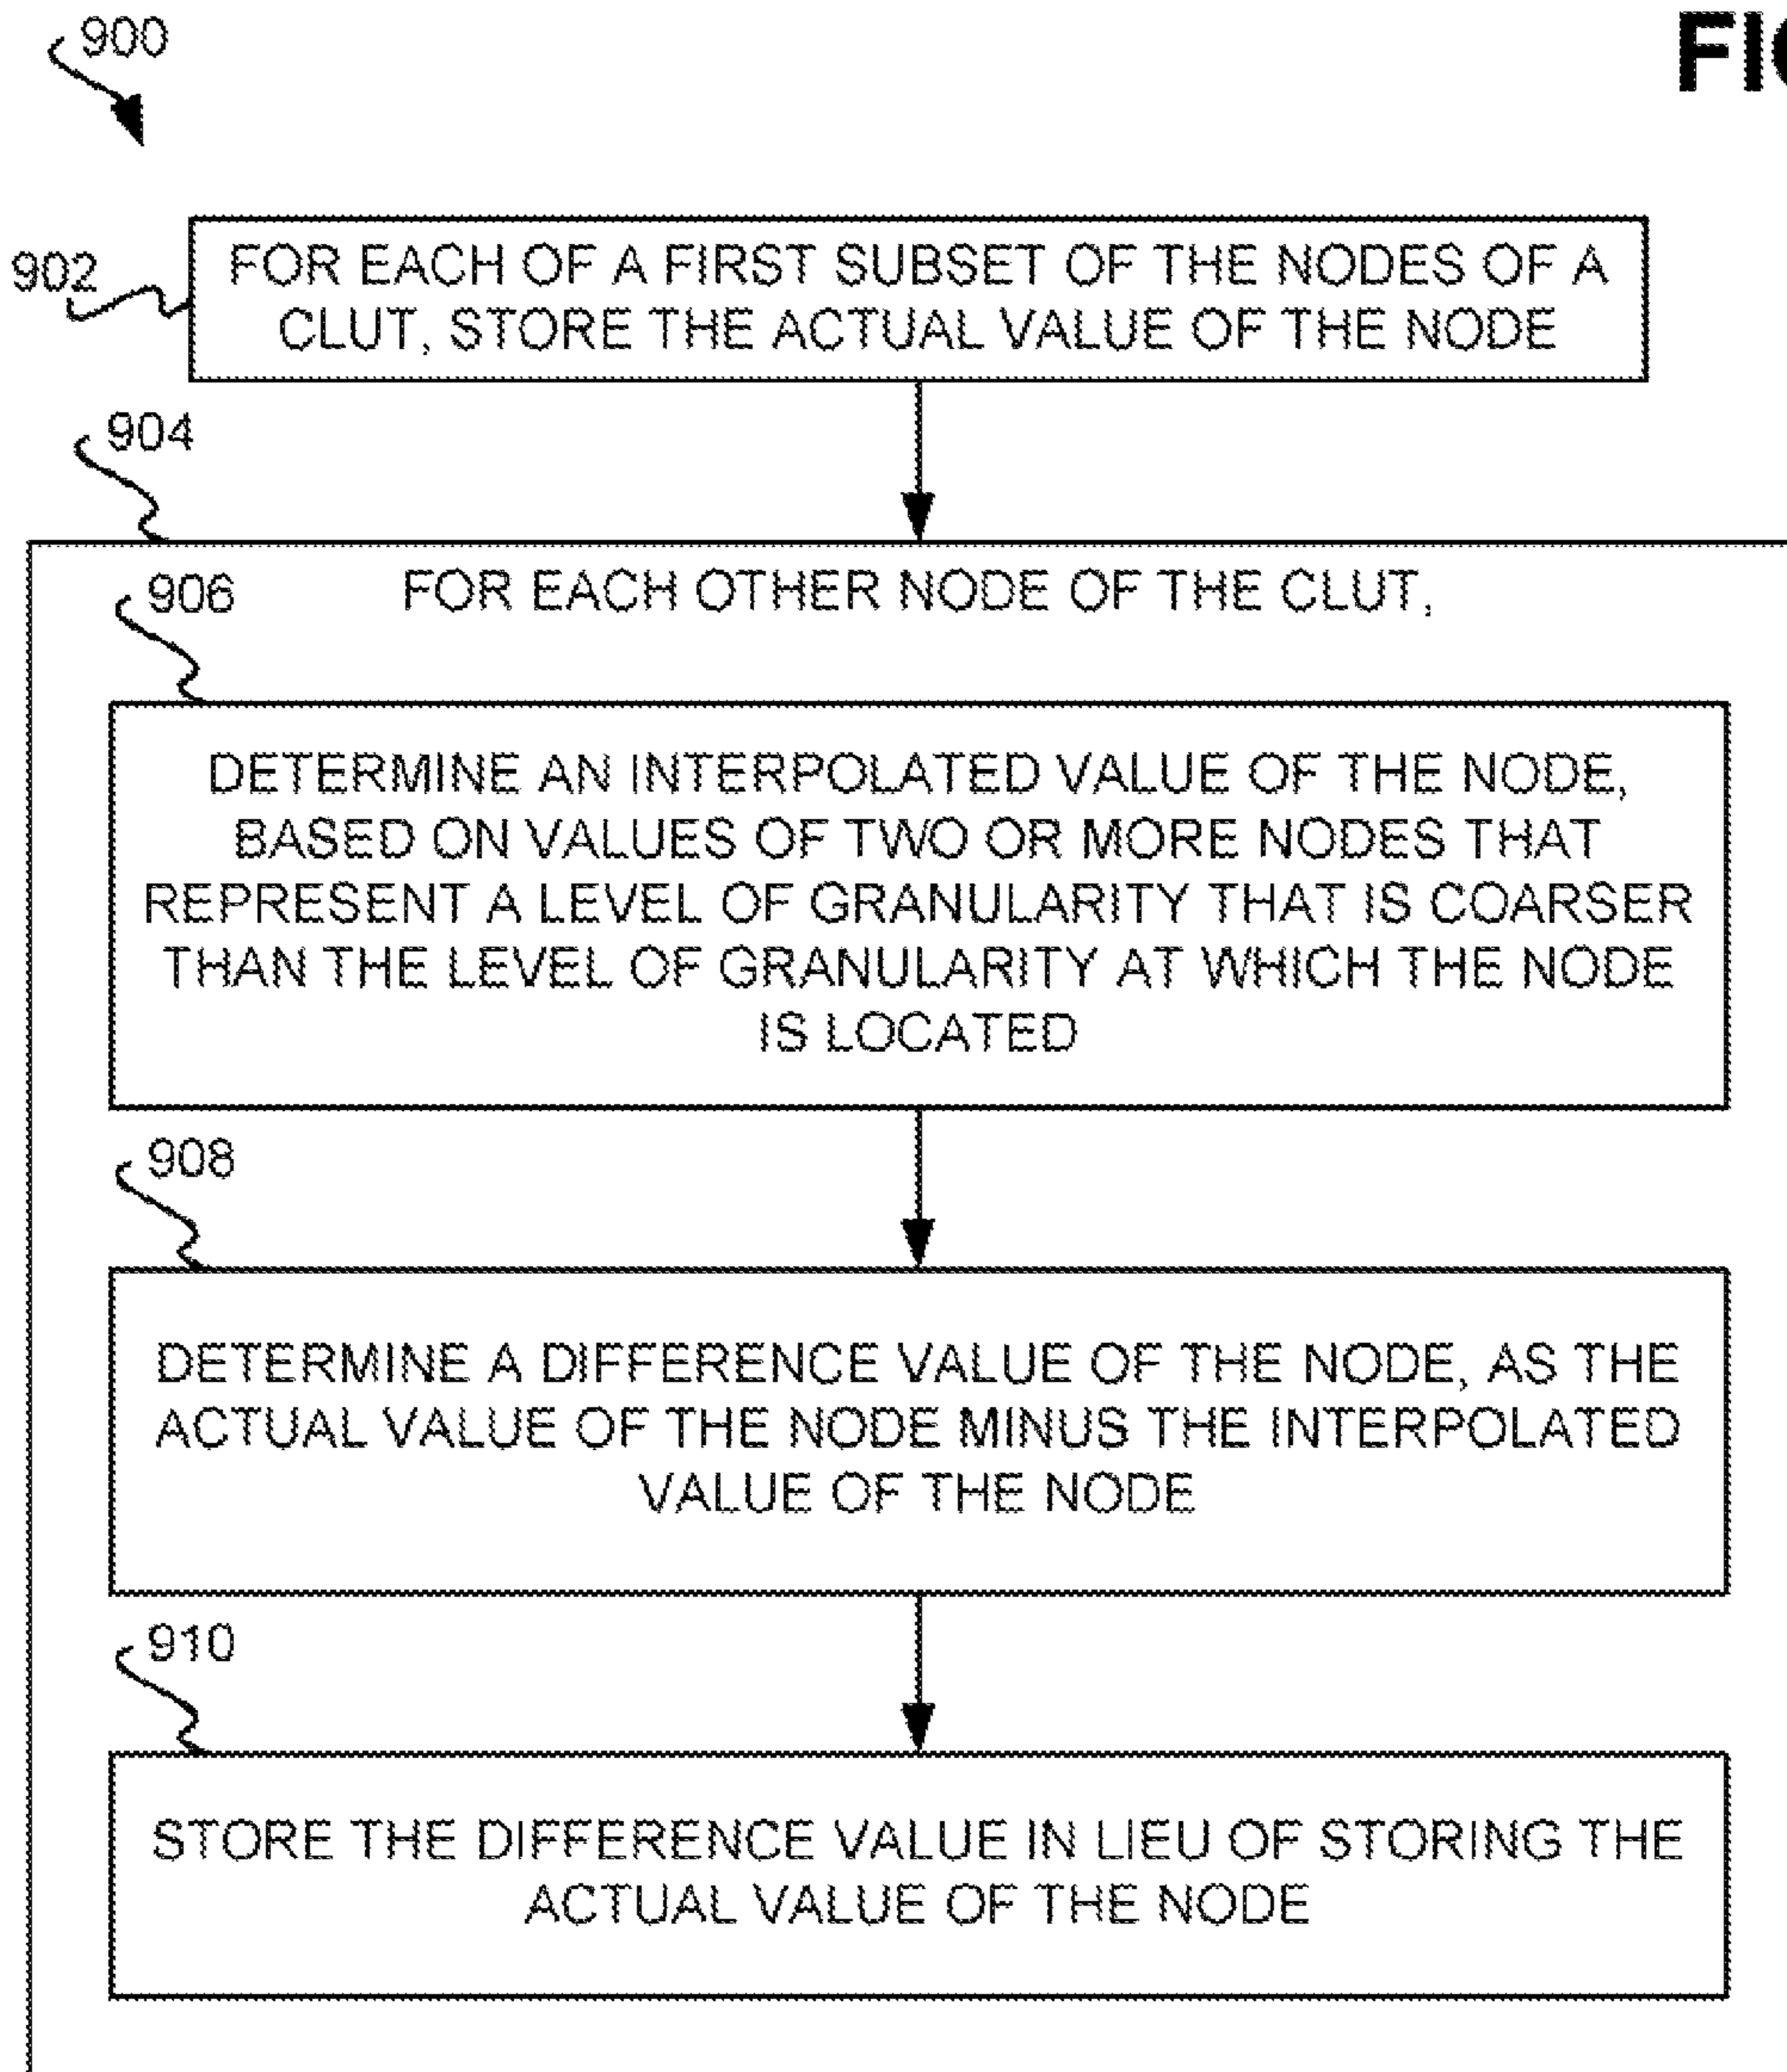 900
FIG
902
FOR EACH OF A FIRST SUBSET OF THE NODES OF A
CLUT, STORE THE ACTUAL VALUE OF THE NODE
904
FOR EACH OTHER NODE OF THE CLUT,
906
DETERMINE AN INTERPOLATED VALUE OF THE NODE,
BASED ON VALUES OF TWO OR MORE NODES THAT
REPRESENT A LEVEL OF GRANULARITY THAT IS COARSER
THAN THE LEVEL OF GRANULARITY AT WHICH THE NODE
IS LOCATED
908
DETERMINE A DIFFERENCE VALUE OF THE NODE, AS THE
ACTUAL VALUE OF THE NODE MINUS THE INTERPOLATED
VALUE OF THE NODE
910
STORE THE DIFFERENCE VALUE IN LIEU OF STORING THE
ACTUAL VALUE OF THE NODE